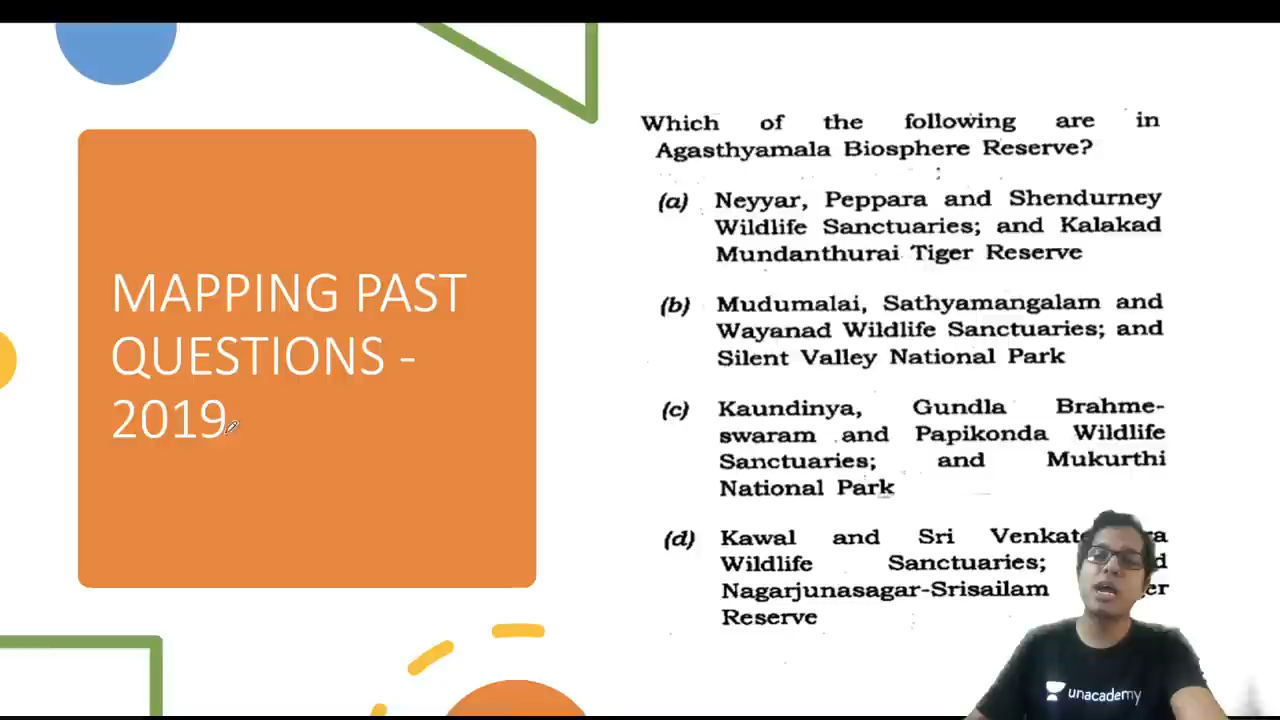 MAPPING PAST
QUESTIONS -
2019
Which of the following are in
Agasthyamala Biosphere Reserve?
(a) Neyyar, Peppara and Shendurney
Wildlife Sanctuaries; and Kalakad
Mundanthurai Tiger Reserve
(b) Mudumalai, Sathyamangalam and
Wayanad Wildlife Sanctuaries; and
Silent Valley National Park
(c) Kaundinya, Gundla Brahme-
swaram and Papikonda Wildlife
Sanctuaries; and Mukurthi
National Park
(d) Kawal and Sri
Wildlife Sanctuaries;
Nagarjunasagar-Srisailam
Reserve
unacademy